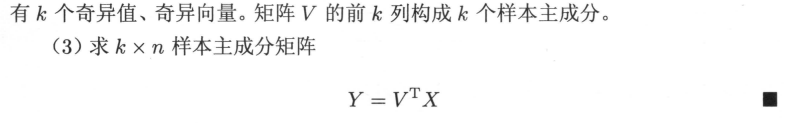 有 k 个奇异值、奇异向量。矩阵 V 的前 k 列构成 k 个样本主成分。
（3）求 k × n 样本主成分矩阵
Y = VᵀX ■